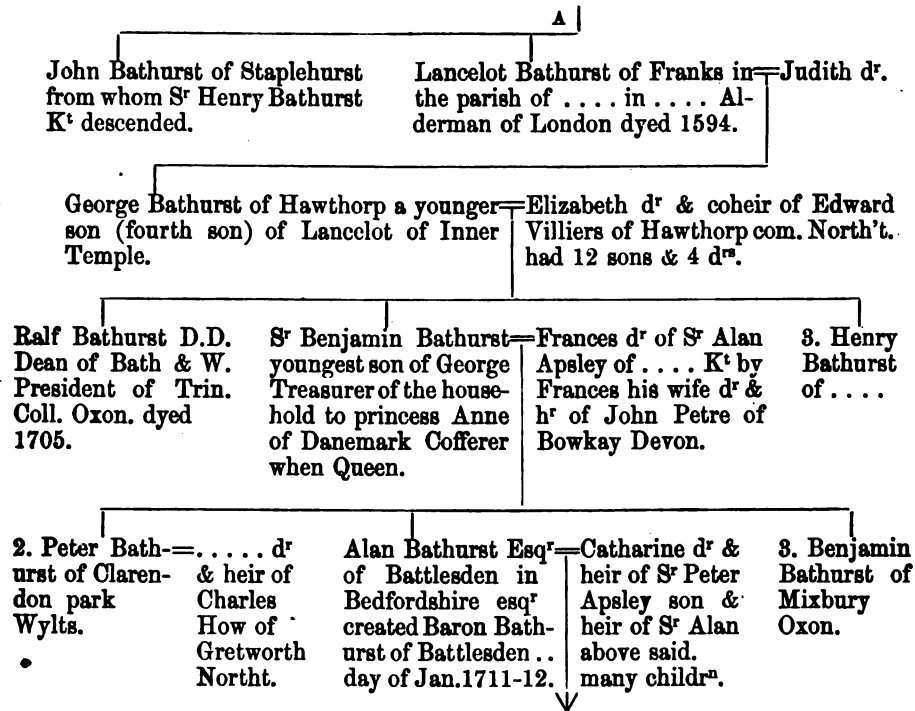 A
John Bathurst of Staplehurst
from whom Sʳ Henry Bathurst
Kᵗ descended.
Lancelot Bathurst of Franks in=Judith dʳ.
the parish of . . . . in . . . . Al-
derman of London dyed 1594.
George Bathurst of Hawthorp a younger=Elizabeth dʳ & coheir of Edward
son (fourth son) of Lancelot of Inner
Temple.
Villiers of Hawthorp com. North't.
had 12 sons & 4 dʳˢ.
Ralf Bathurst D.D.
Dean of Bath & W.
President of Trin.
Coll. Oxon. dyed
1705.
Sʳ Benjamin Bathurst=
youngest son of George
Treasurer of the house-
hold to princess Anne
of Danemark Cofferer
when Queen.
Frances dʳ of Sʳ Alan
Apsley of . . . . Kᵗ by
Frances his wife dʳ &
hʳ of John Petre of
Bowkay Devon.
3. Henry
Bathurst
of . . . .
2. Peter Bath-=
urst of Claren-
don park
Wylts.
. . . . . dʳ
& heir of
Charles
How of
Gretworth
Northt.
Alan Bathurst Esqʳ=
of Battlesden in
Bedfordshire esqʳ
created Baron Bath-
urst of Battlesden . .
day of Jan. 1711-12.
Catharine dʳ &
heir of Sʳ Peter
Apsley son &
heir of Sʳ Alan
above said.
many childrⁿ.
3. Benjamin
Bathurst of
Mixbury
Oxon.